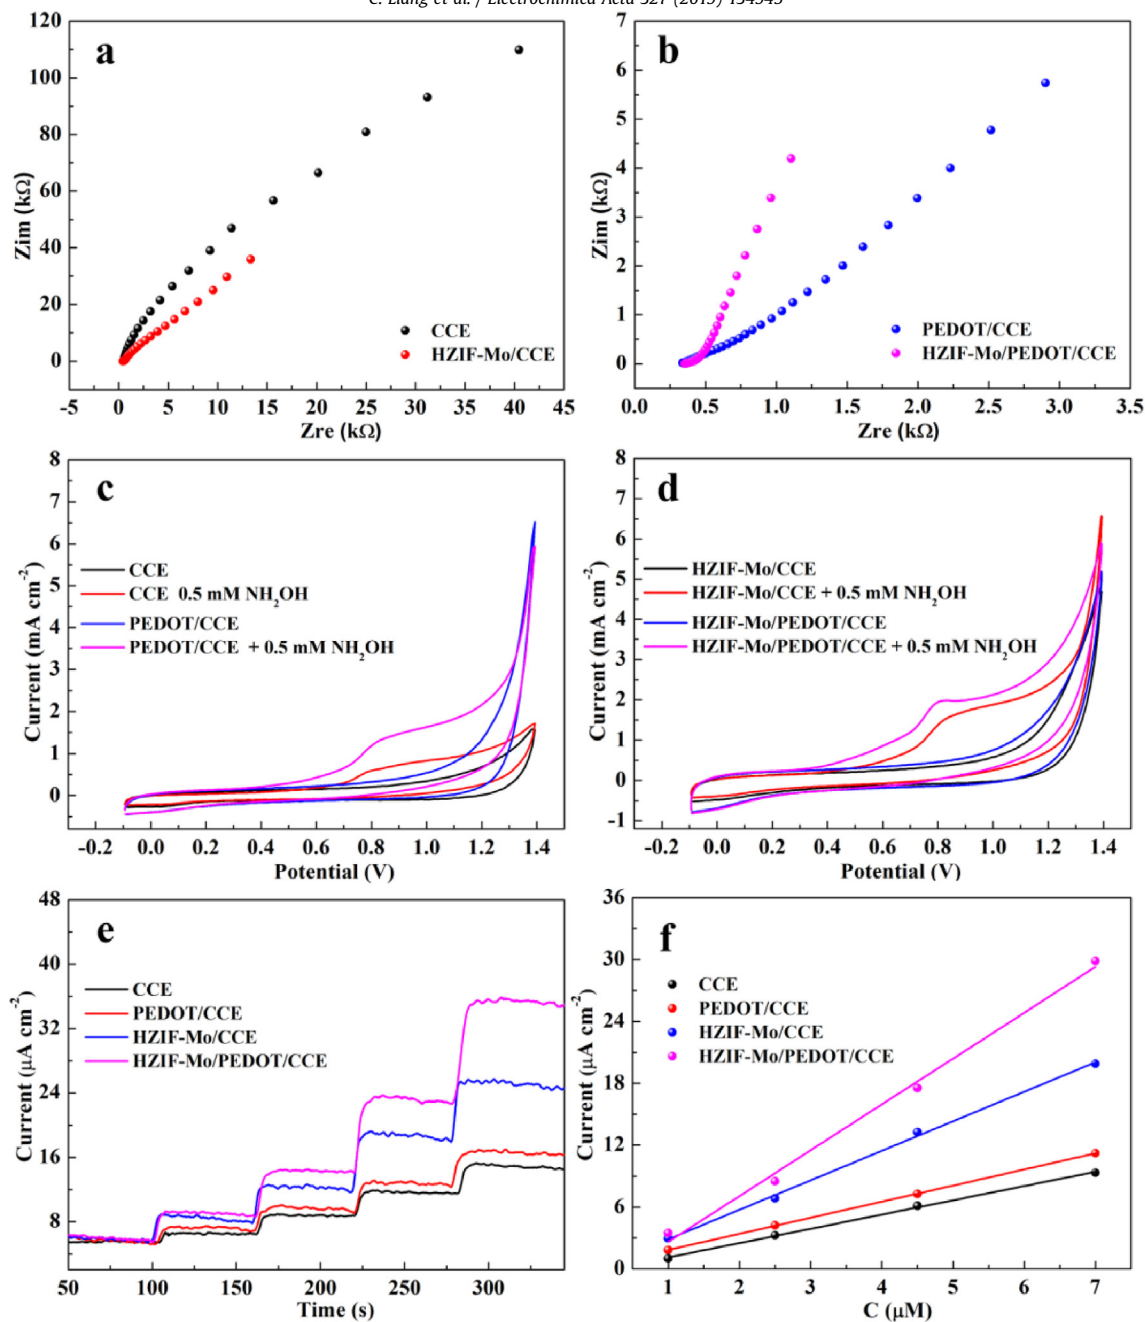 C. Liang et al. / Electrochimica Acta 327 (2019)
a
120
100
80
60
40
20
0
Zim (kΩ)
CCE
HZIF-Mo/CCE
-5 0 5 10 15 20 25 30 35 40 45
Zre (kΩ)
b
7
6
5
4
3
2
1
0
Zim (kΩ)
PEDOT/CCE
HZIF-Mo/PEDOT/CCE
0.0 0.5 1.0 1.5 2.0 2.5 3.0 3.5
Zre (kΩ)
c
8
7
6
5
4
3
2
1
0
Current (mA cm-2)
CCE
CCE 0.5 mM NH2OH
PEDOT/CCE
PEDOT/CCE + 0.5 mM NH2OH
-0.2 0.0 0.2 0.4 0.6 0.8 1.0 1.2 1.4
Potential (V)
d
8
7
6
5
4
3
2
1
0
-1
Current (mA cm-2)
HZIF-Mo/CCE
HZIF-Mo/CCE + 0.5 mM NH2OH
HZIF-Mo/PEDOT/CCE
HZIF-Mo/PEDOT/CCE + 0.5 mM NH2OH
-0.2 0.0 0.2 0.4 0.6 0.8 1.0 1.2 1.4
Potential (V)
e
48
40
32
24
16
8
Current (μA cm-2)
CCE
PEDOT/CCE
HZIF-Mo/CCE
HZIF-Mo/PEDOT/CCE
50 100 150 200 250 300
Time (s)
f
36
30
24
18
12
6
0
Current (μA cm-2)
CCE
PEDOT/CCE
HZIF-Mo/CCE
HZIF-Mo/PEDOT/CCE
1 2 3 4 5 6 7
C (μM)